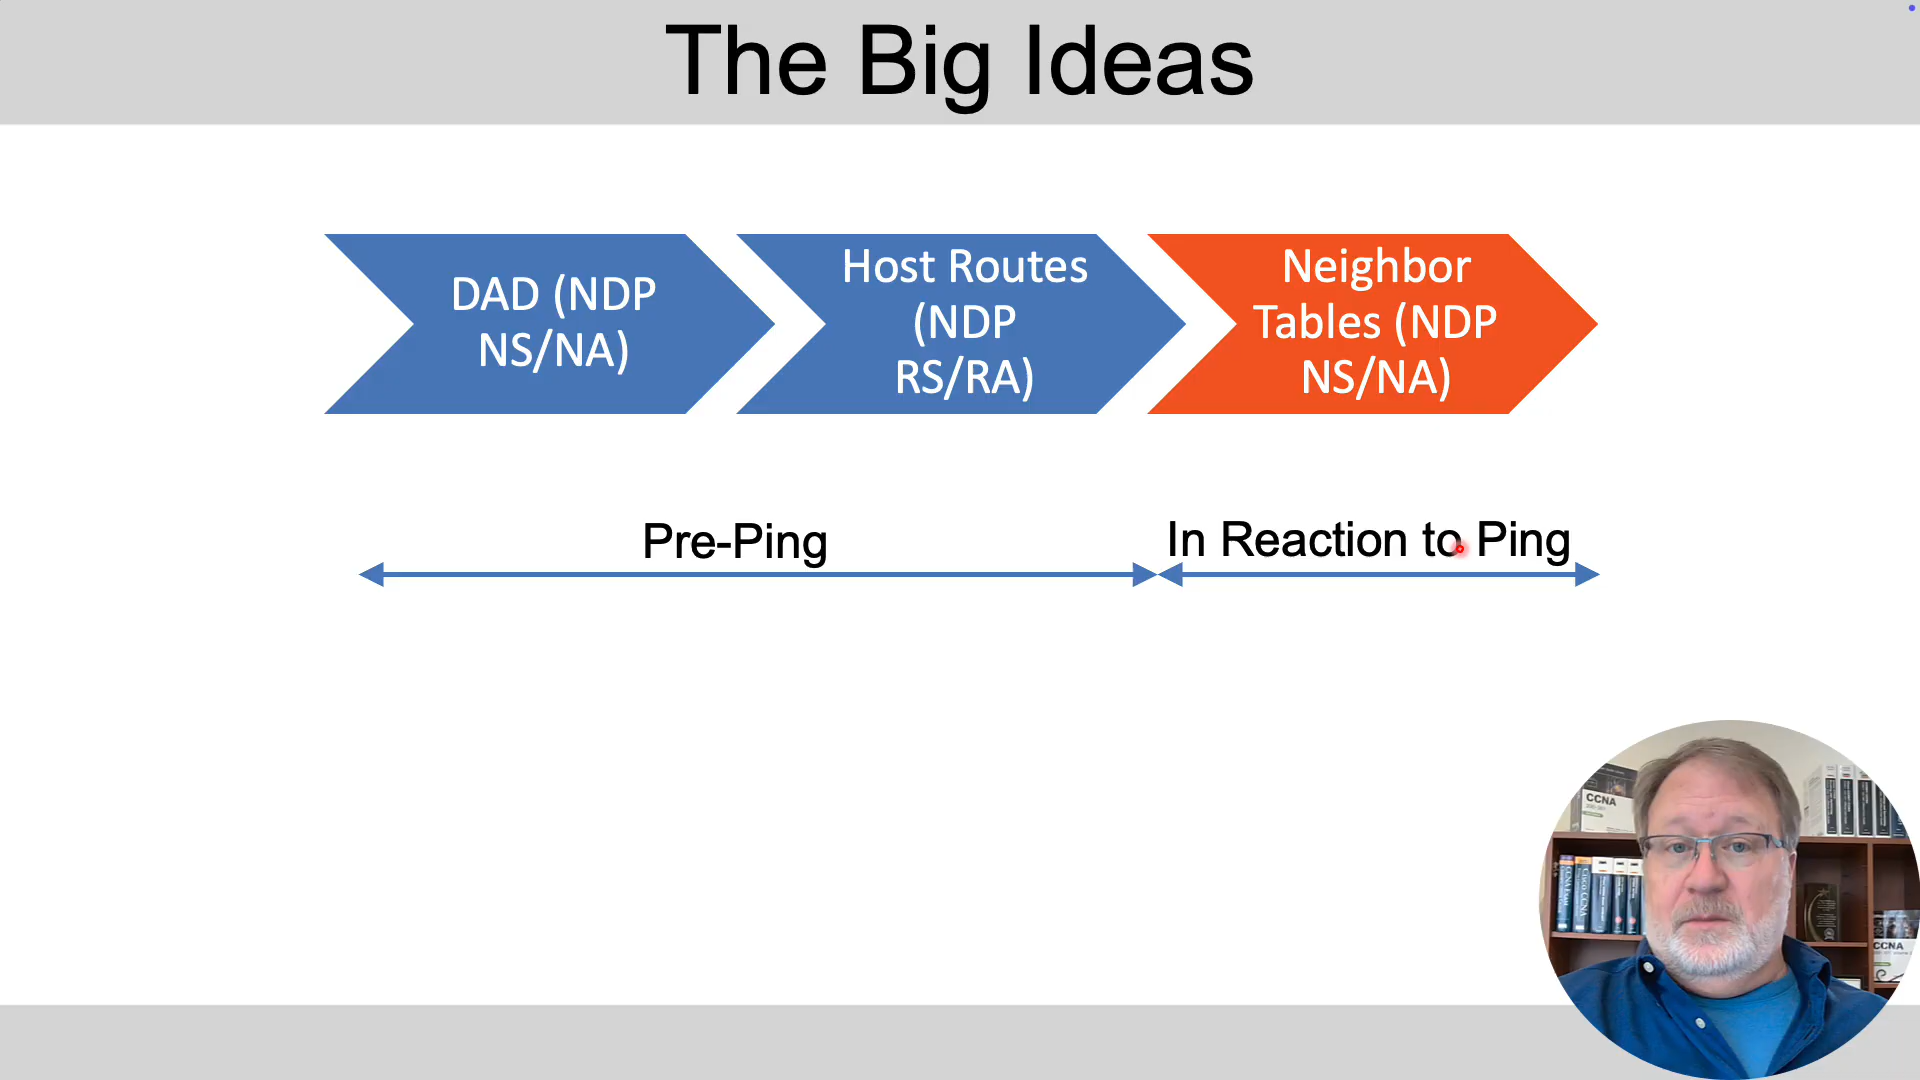 The Big Ideas
DAD (NDP
NS/NA)
Host Routes
(NDP
RS/RA)
Neighbor
Tables (NDP
NS/NA)
Pre-Ping
In Reaction to Ping
CCNA
CCNA